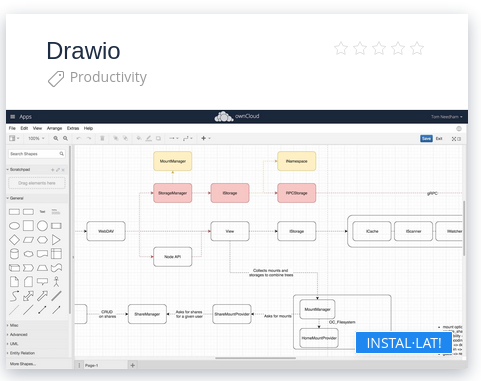 Drawio
Productivity
Apps
ownCloud
Tom Needham
File Edit View Arrange Extras Help
100%
Save
Exit
Search Shapes
Scratchpad
Drag elements here
General
Text
Misc
Advanced
UML
Entity Relation
More Shapes...
MountManager
INamespace
StorageManager
IStorage
RPCStorage
gRPC
WebDAV
View
IStorage
ICache
IScanner
IWatcher
Node API
Collects mounts and
storages to combine trees
CRUD
on shares
ShareManager
Asks for shares
for a given user
ShareMountProvider
Asks for mounts
MountManager
OC_Filesystem
HomeMountProvider
INSTAL·LAT!
Page-1